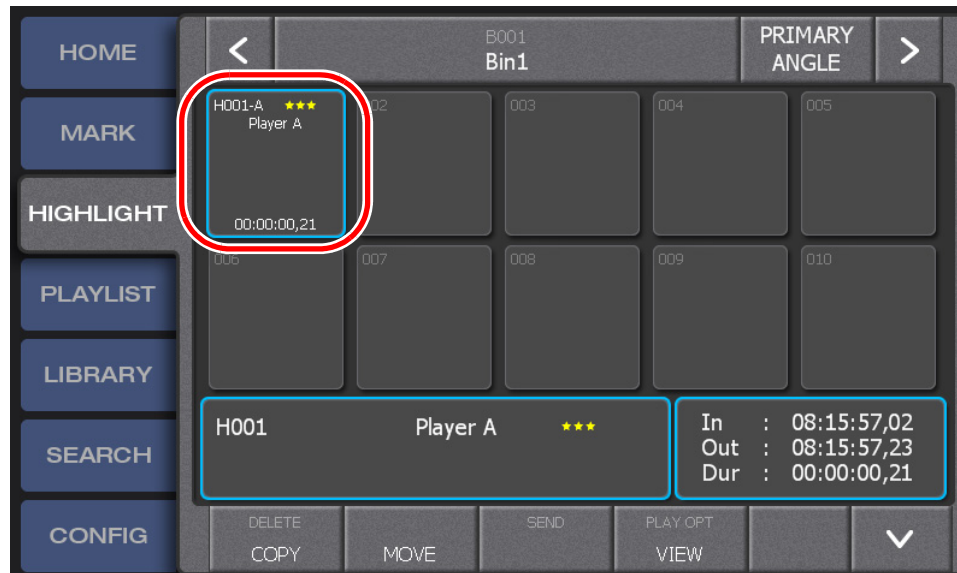 HOME
MARK
HIGHLIGHT
PLAYLIST
LIBRARY
SEARCH
CONFIG
B001
Bin1
PRIMARY
ANGLE
H001-A ★★★
Player A
00:00:00,21
02
003
004
005
006
007
008
009
010
H001 Player A ★★★
In : 08:15:57,02
Out : 08:15:57,23
Dur : 00:00:00,21
DELETE
COPY
MOVE
SEND
PLAY OPT
VIEW